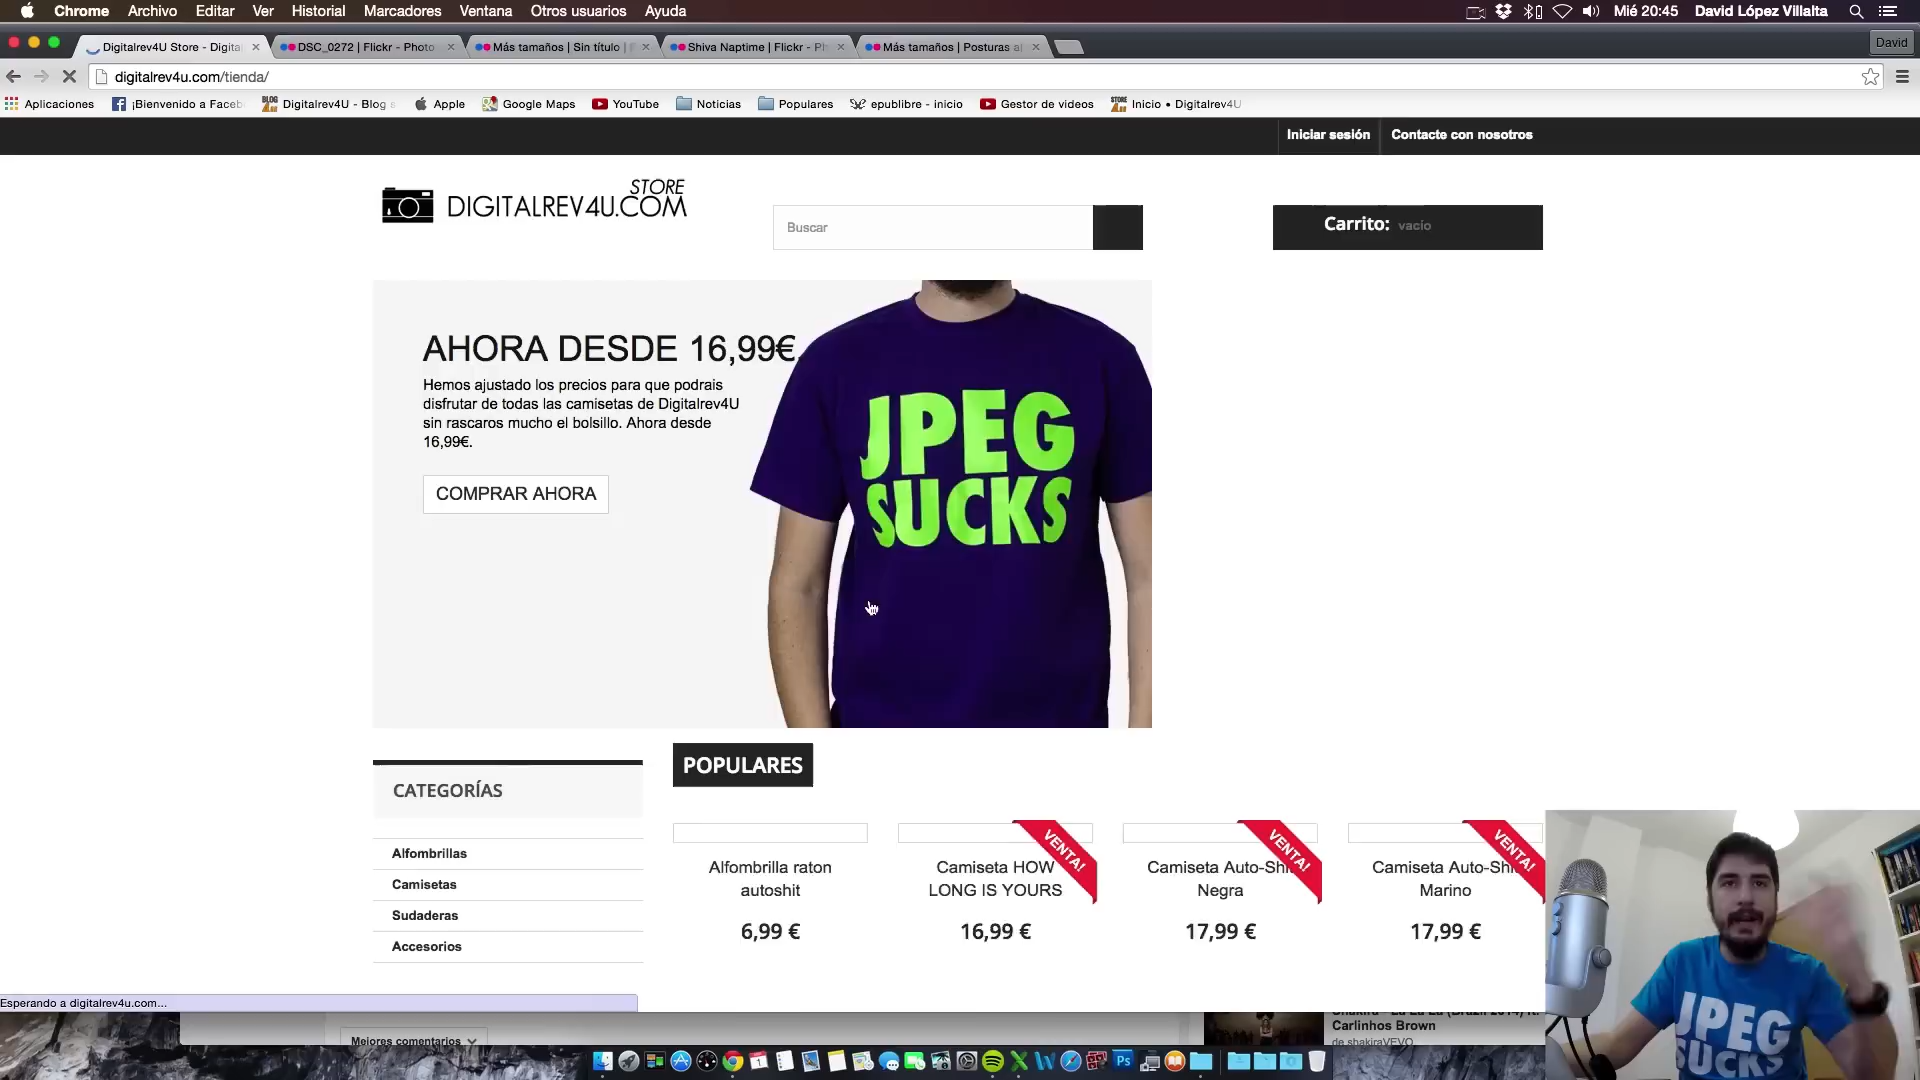 Chrome Archivo Editar Ver Historial Marcadores Ventana Otros usuarios Ayuda Mié 20:45 David López Villalta
Digitalrev4U Store - Digita DSC_0272 | Flickr - Photo Más tamaños | Sin título | Shiva Naptime | Flickr - Ph Más tamaños | Posturas al David
digitalrev4u.com/tienda/
Aplicaciones ¡Bienvenido a Faceb Digitalrev4U - Blog s Apple Google Maps YouTube Noticias Populares epublibre - inicio Gestor de videos Inicio • Digitalrev4U
Iniciar sesión Contacte con nosotros
STORE
DIGITALREV4U.COM
Buscar
Carrito: vacío
AHORA DESDE 16,99€.
Hemos ajustado los precios para que podrais
disfrutar de todas las camisetas de Digitalrev4U
sin rascaros mucho el bolsillo. Ahora desde
16,99€.
COMPRAR AHORA
JPEG
SUCKS
CATEGORÍAS
Alfombrillas
Camisetas
Sudaderas
Accesorios
POPULARES
Alfombrilla raton
autoshit
6,99 €
VENTA!
Camiseta HOW
LONG IS YOURS
16,99 €
VENTA!
Camiseta Auto-Shi
Negra
17,99 €
VENTA!
Camiseta Auto-Shi
Marino
17,99 €
Esperando a digitalrev4u.com...
Mejores comentarios
Carlinhos Brown
de shakiraVEVO
JPEG
SUCKS